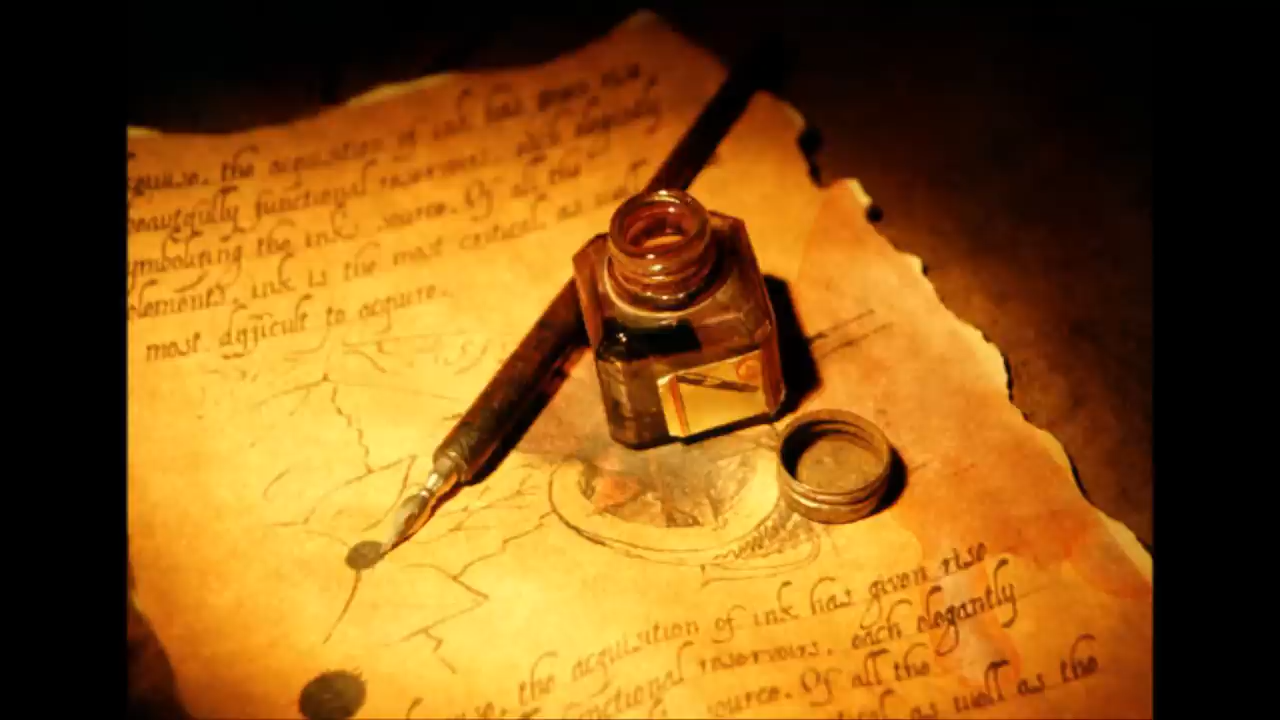 the acquisition of ink has given rise
beautifully functional reservoirs, each elegantly
symbolizing the ink source. Of all the
elements, ink is the most critical as well
most difficult to acquire.
the acquisition of ink has given rise
functional reservoirs, each elegantly
source. Of all the
as well as the